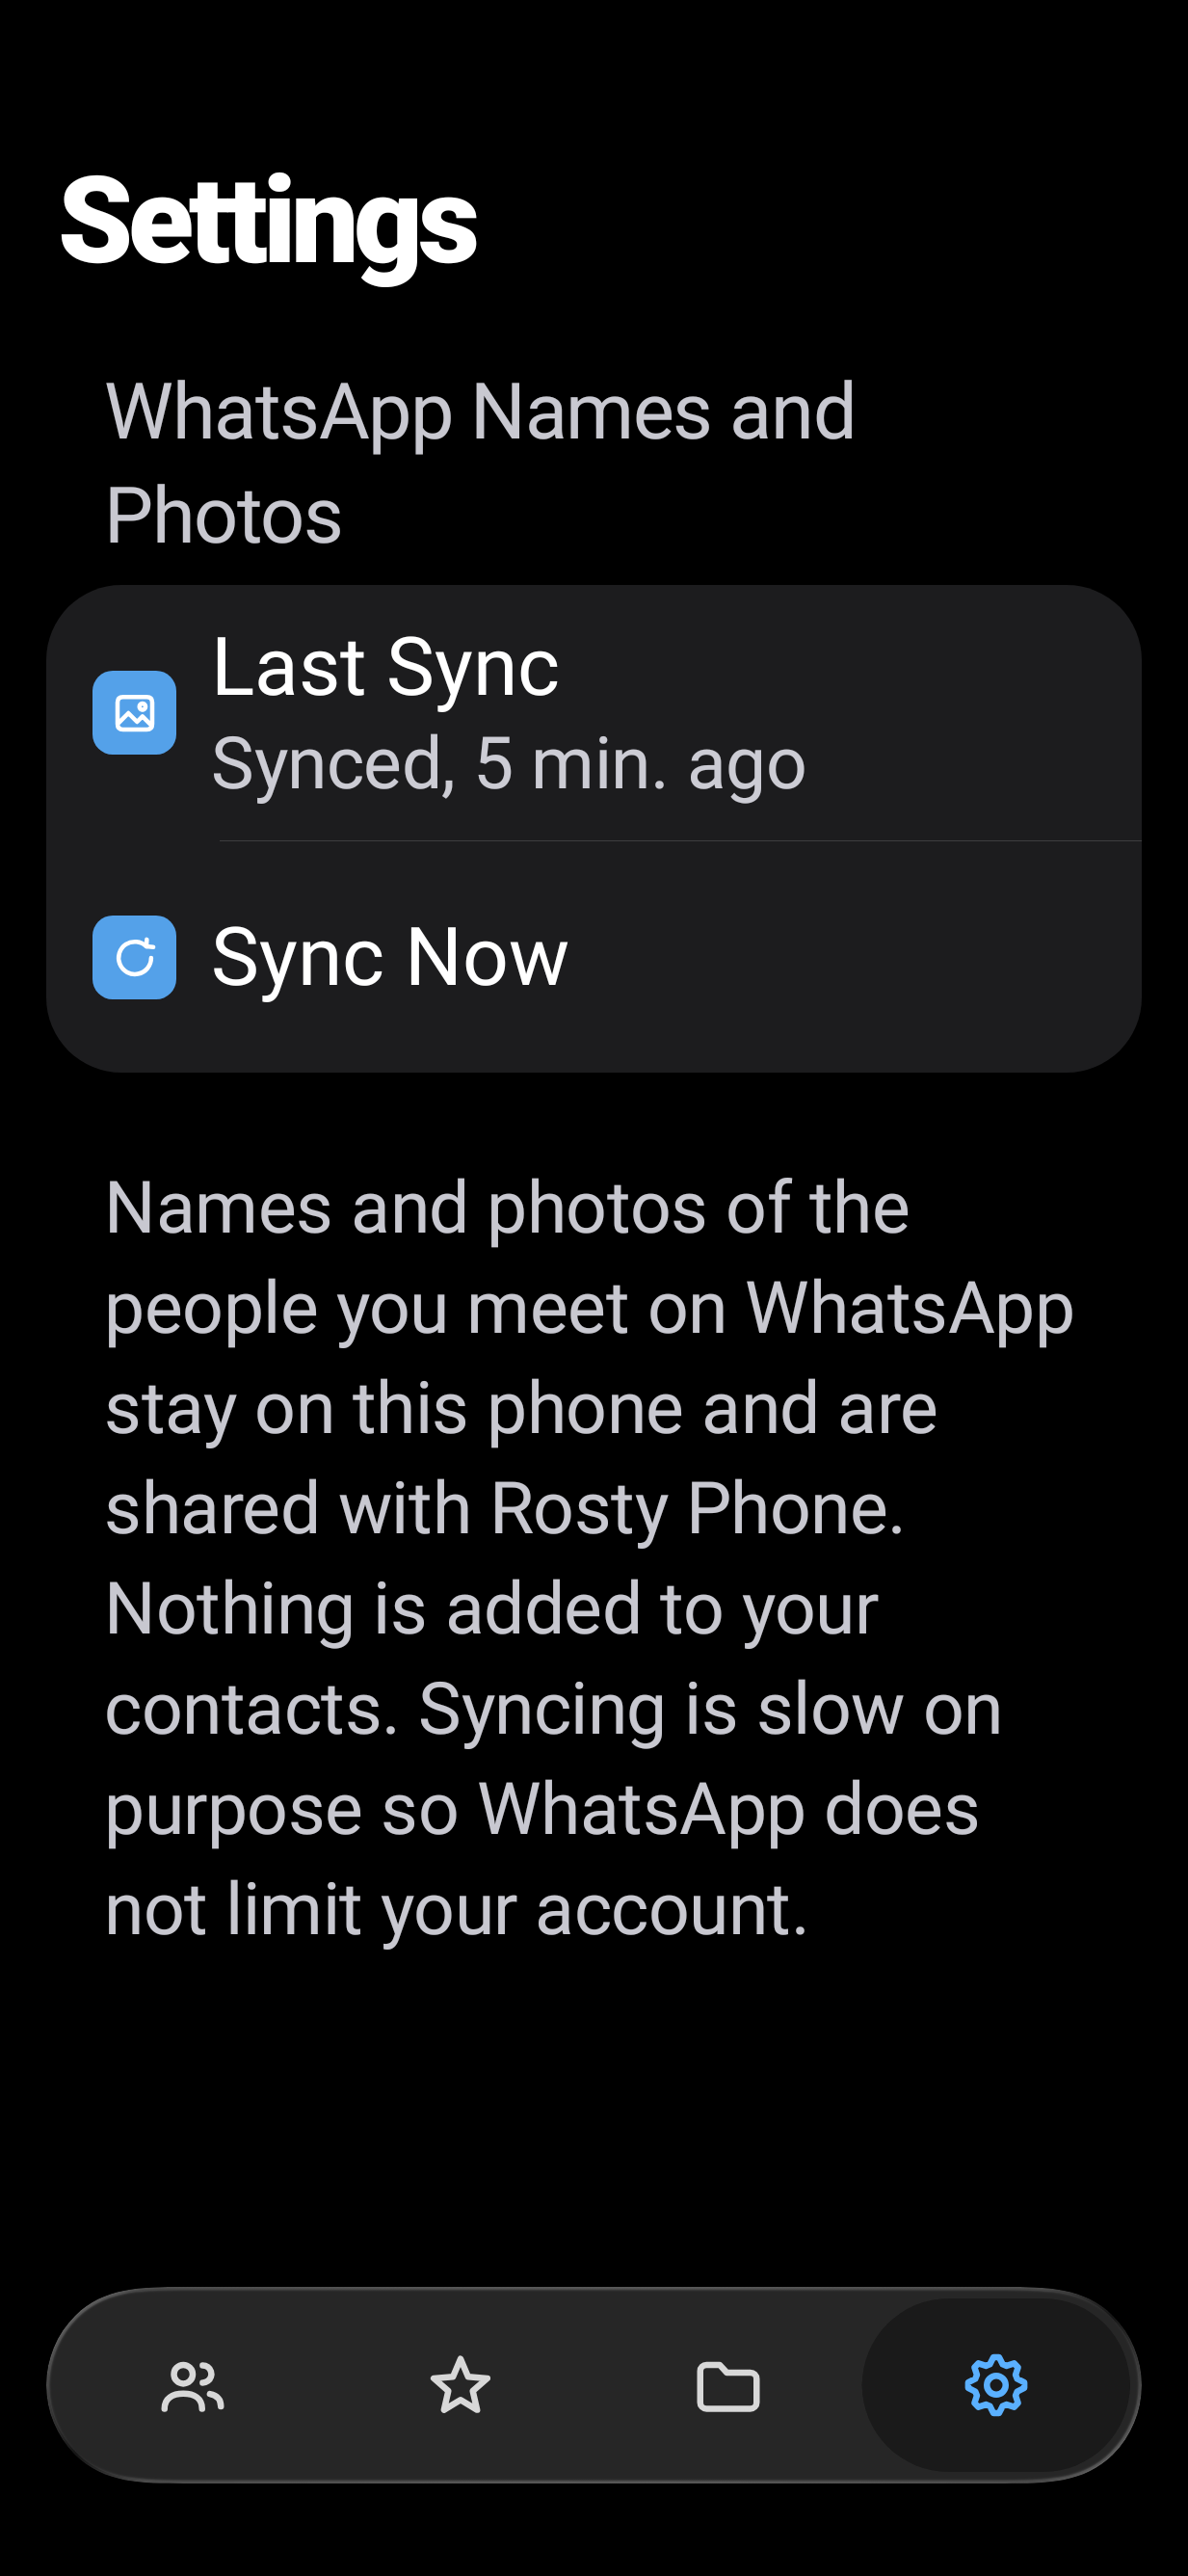 Settings
WhatsApp Names and
Photos
Last Sync
Synced, 5 min. ago
Sync Now
Names and photos of the
people you meet on WhatsApp
stay on this phone and are
shared with Rosty Phone.
Nothing is added to your
contacts. Syncing is slow on
purpose so WhatsApp does
not limit your account.